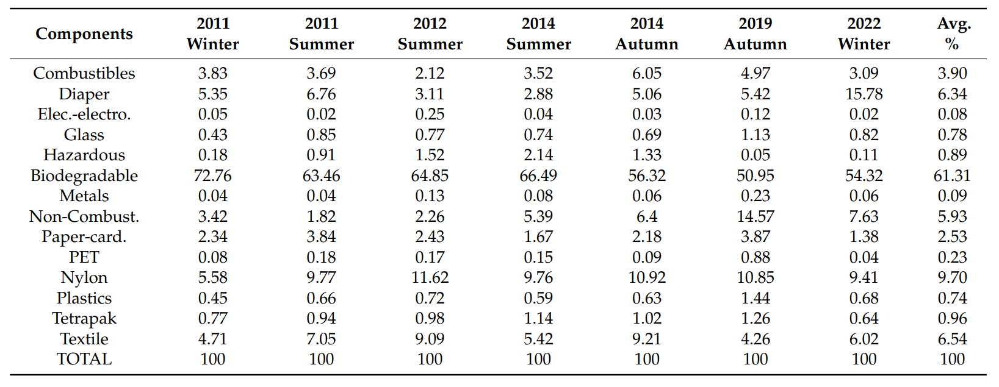 Components 2011 Winter 2011 Summer 2012 Summer 2014 Summer 2014 Autumn 2019 Autumn 2022 Winter Avg. %
Combustibles 3.83 3.69 2.12 3.52 6.05 4.97 3.09 3.90
Diaper 5.35 6.76 3.11 2.88 5.06 5.42 15.78 6.34
Elec.-electro. 0.05 0.02 0.25 0.04 0.03 0.12 0.02 0.08
Glass 0.43 0.85 0.77 0.74 0.69 1.13 0.82 0.78
Hazardous 0.18 0.91 1.52 2.14 1.33 0.05 0.11 0.89
Biodegradable 72.76 63.46 64.85 66.49 56.32 50.95 54.32 61.31
Metals 0.04 0.04 0.13 0.08 0.06 0.23 0.06 0.09
Non-Combust. 3.42 1.82 2.26 5.39 6.4 14.57 7.63 5.93
Paper-card. 2.34 3.84 2.43 1.67 2.18 3.87 1.38 2.53
PET 0.08 0.18 0.17 0.15 0.09 0.88 0.04 0.23
Nylon 5.58 9.77 11.62 9.76 10.92 10.85 9.41 9.70
Plastics 0.45 0.66 0.72 0.59 0.63 1.44 0.68 0.74
Tetrapak 0.77 0.94 0.98 1.14 1.02 1.26 0.64 0.96
Textile 4.71 7.05 9.09 5.42 9.21 4.26 6.02 6.54
TOTAL 100 100 100 100 100 100 100 100